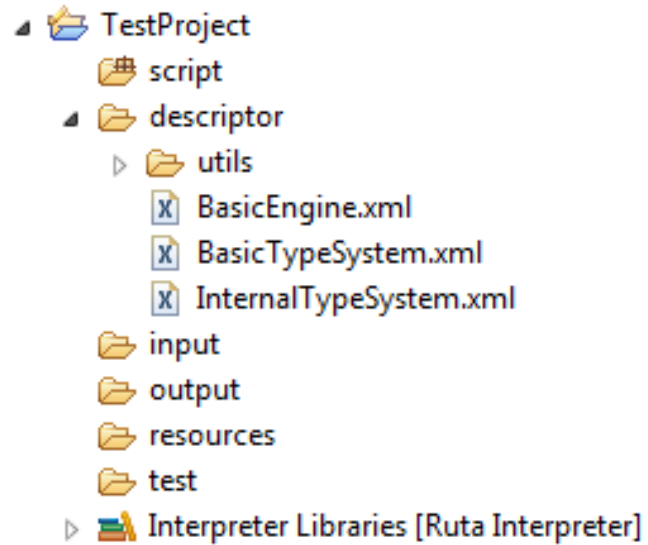 TestProject
script
descriptor
utils
BasicEngine.xml
BasicTypeSystem.xml
InternalTypeSystem.xml
input
output
resources
test
Interpreter Libraries [Ruta Interpreter]